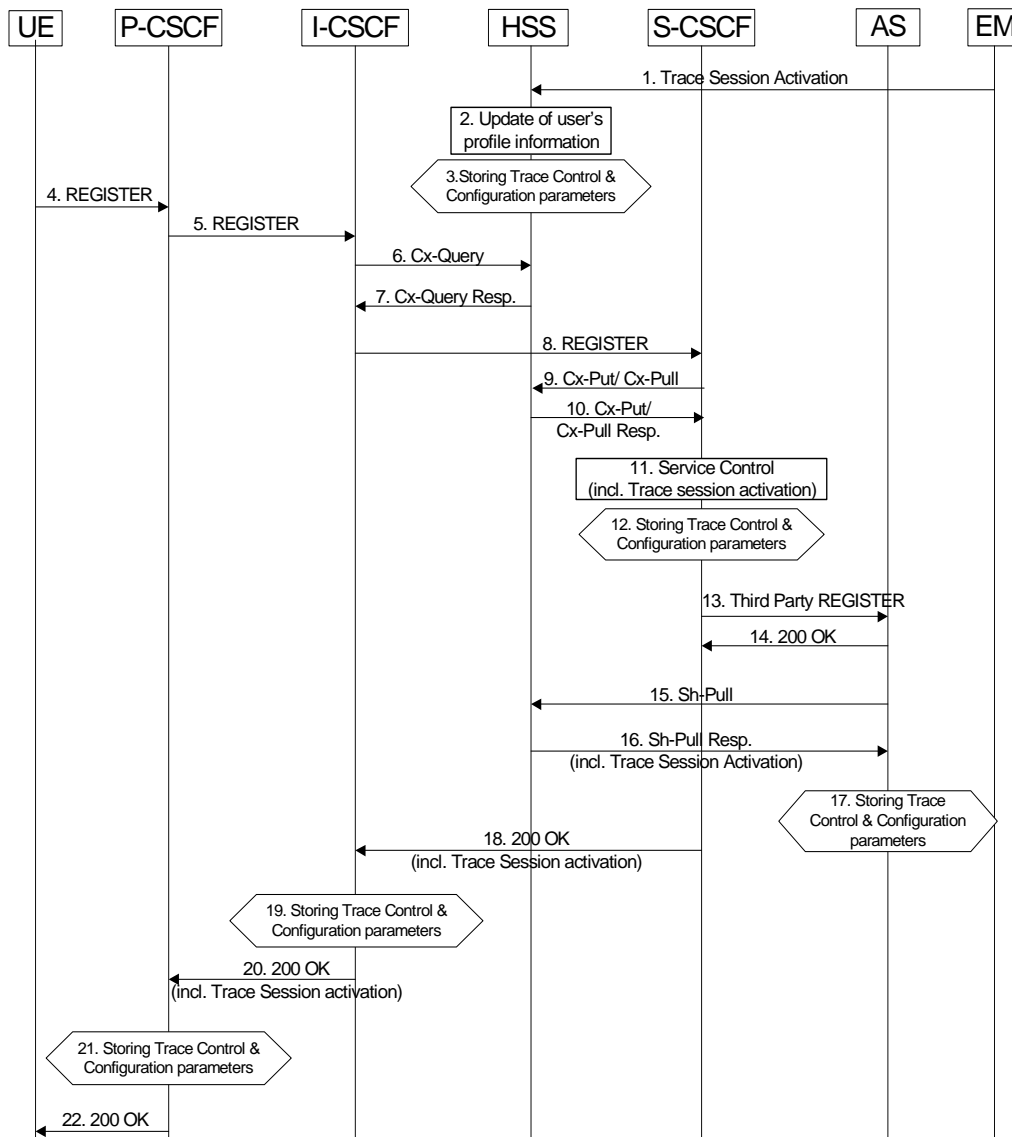 UE P-CSCF I-CSCF HSS S-CSCF AS EM
1. Trace Session Activation
2. Update of user's
profile information
3.Storing Trace Control &
Configuration parameters
4. REGISTER
5. REGISTER
6. Cx-Query
7. Cx-Query Resp.
8. REGISTER
9. Cx-Put/ Cx-Pull
10. Cx-Put/
Cx-Pull Resp.
11. Service Control
(incl. Trace session activation)
12. Storing Trace Control &
Configuration parameters
13. Third Party REGISTER
14. 200 OK
15. Sh-Pull
16. Sh-Pull Resp.
(incl. Trace Session Activation)
17. Storing Trace
Control & Configuration
parameters
18. 200 OK
(incl. Trace Session activation)
19. Storing Trace Control &
Configuration parameters
20. 200 OK
(incl. Trace Session activation)
21. Storing Trace Control &
Configuration parameters
22. 200 OK